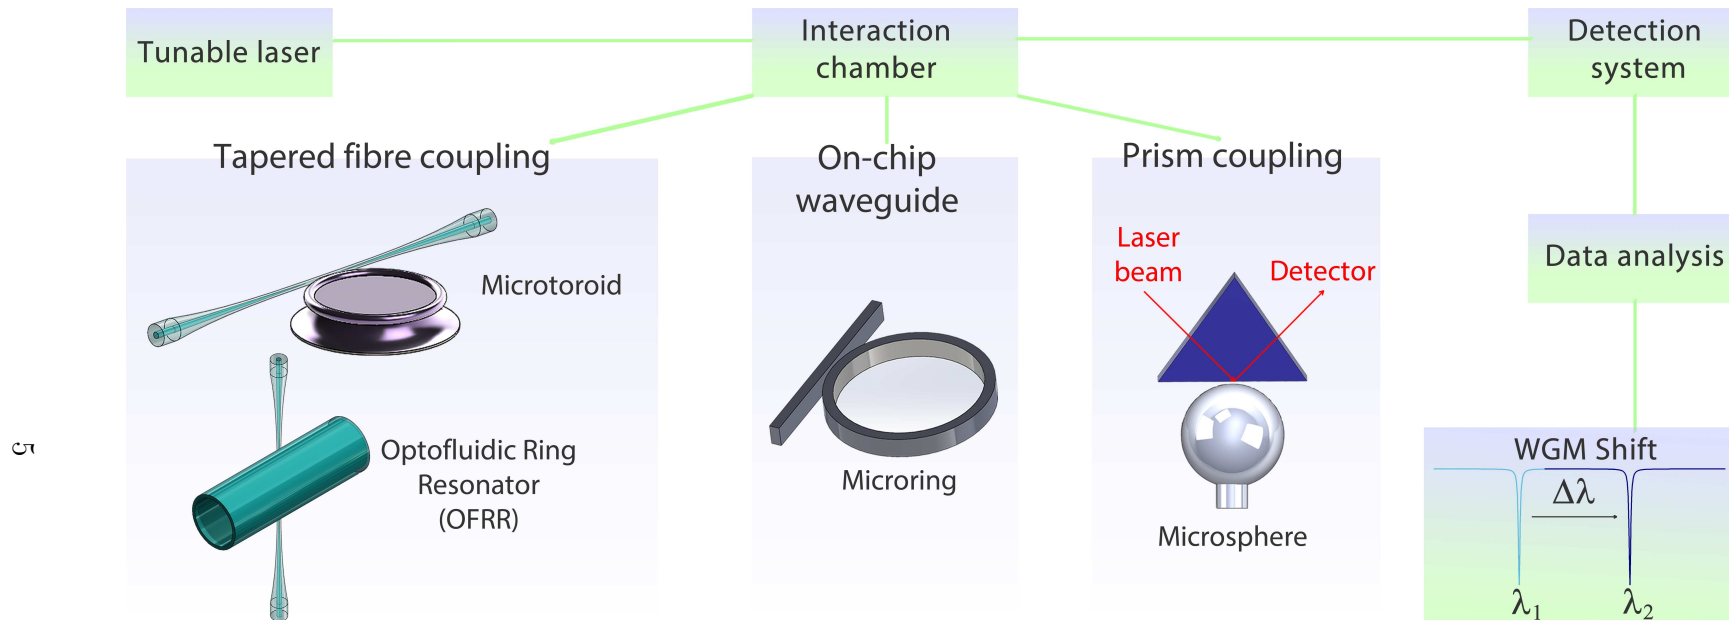 Tunable laser
Interaction
chamber
Detection
system
Tapered fibre coupling
On-chip
waveguide
Prism coupling
Microtoroid
Optofluidic Ring
Resonator
(OFRR)
Microring
Laser
beam
Detector
Microsphere
Data analysis
WGM Shift
Δλ
λ1
λ2
5